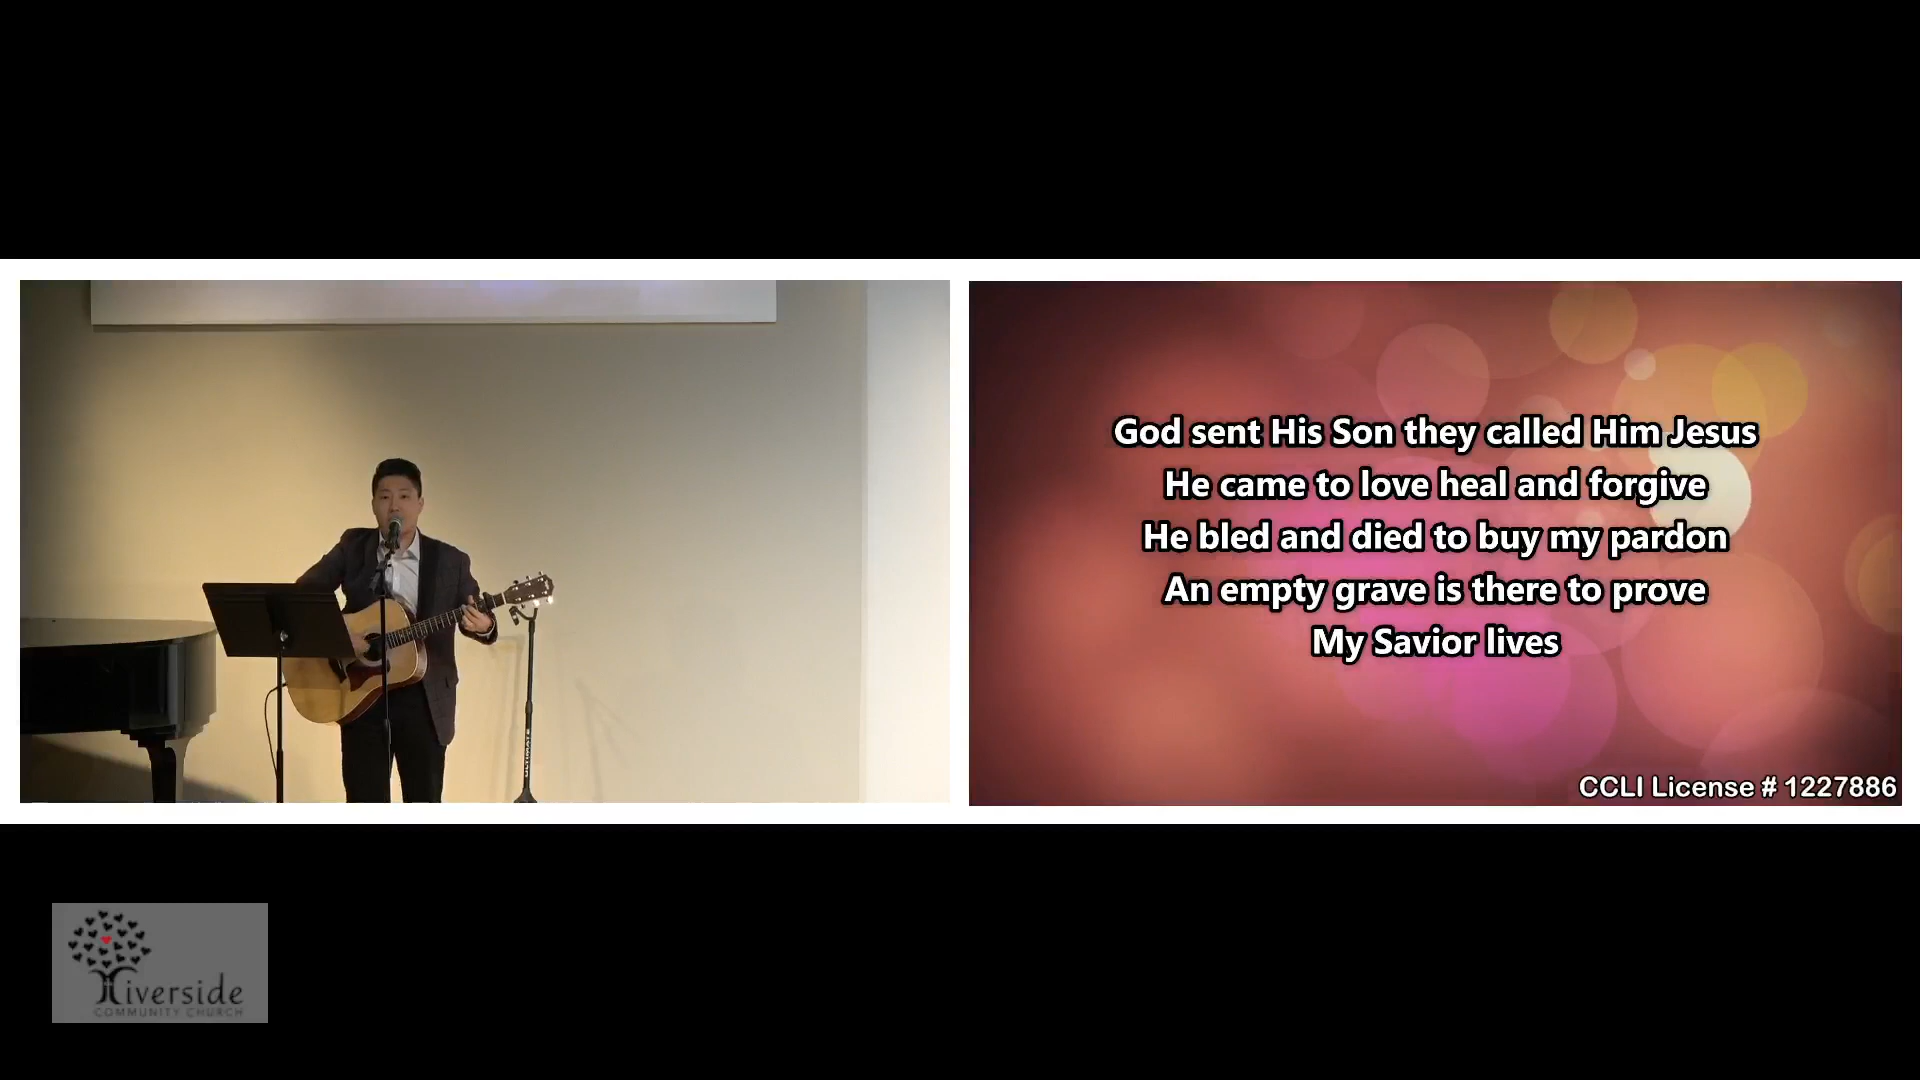 God sent His Son they called Him Jesus
He came to love heal and forgive
He bled and died to buy my pardon
An empty grave is there to prove
My Savior lives
CCLI License # 1227886
ULTIMATE
Riverside
COMMUNITY CHURCH